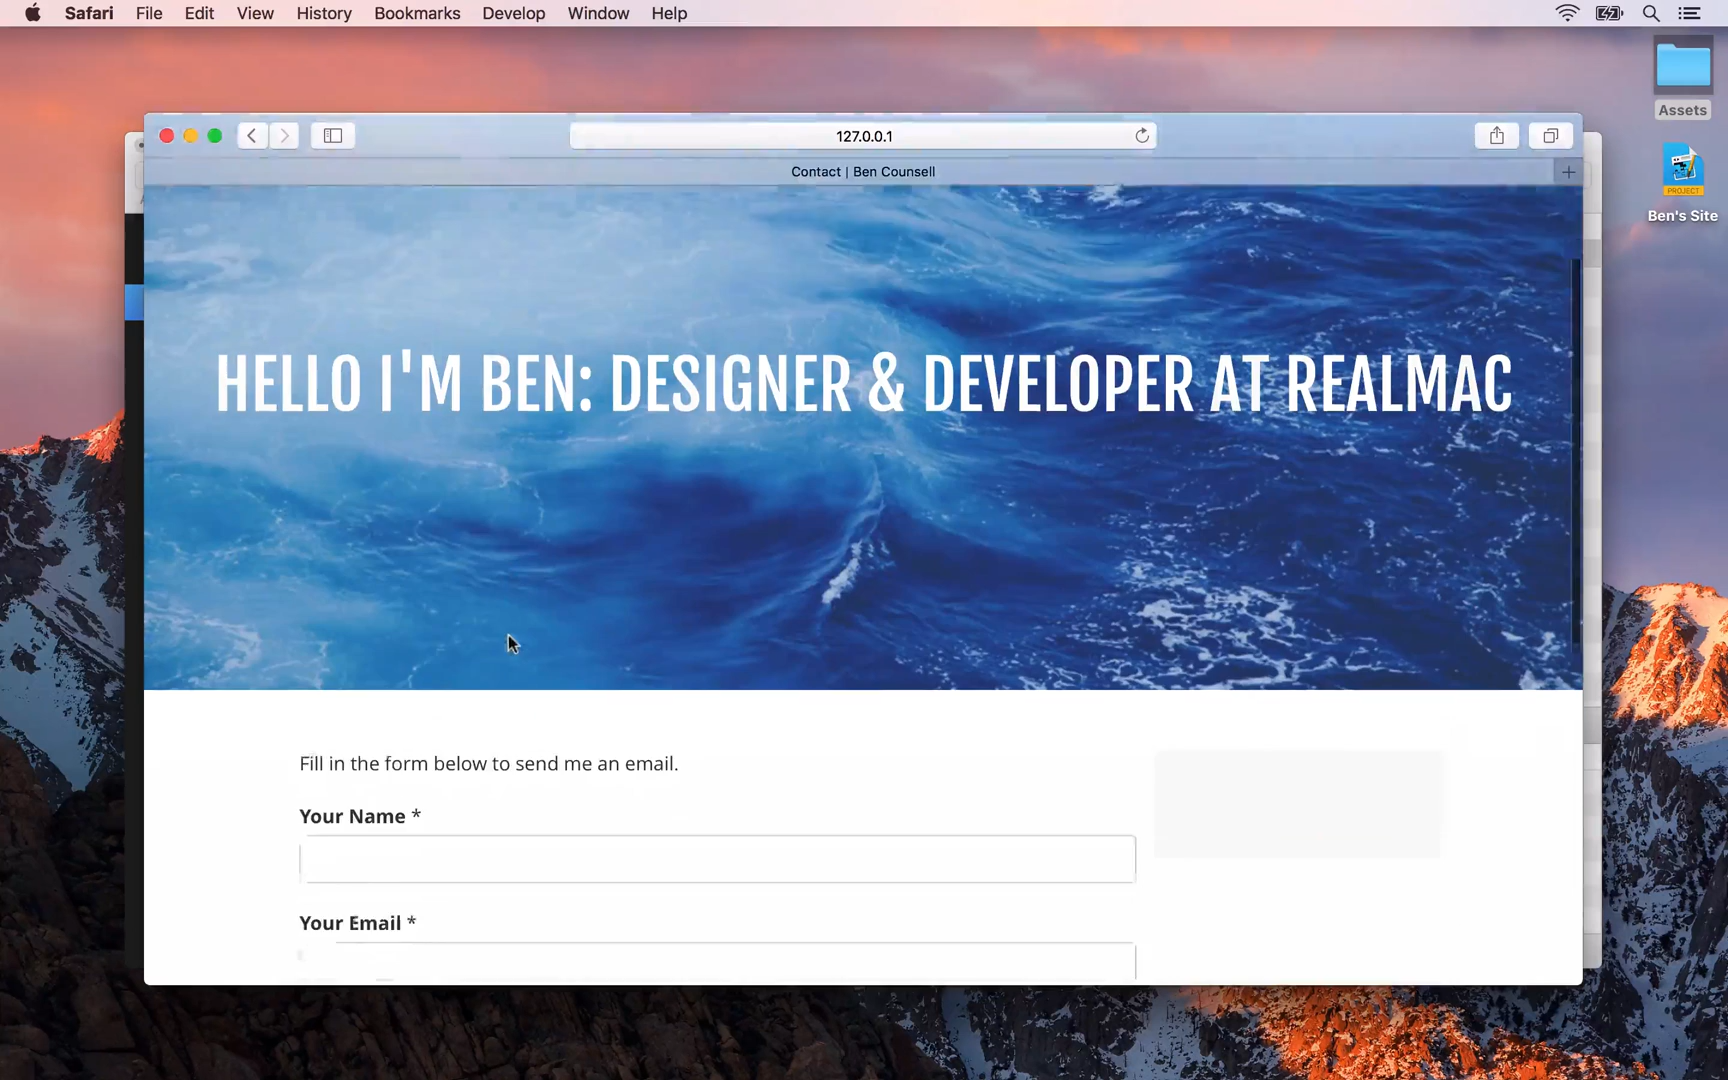 Safari File Edit View History Bookmarks Develop Window Help
Assets
127.0.0.1
Contact | Ben Counsell
PROJECT
Ben's Site
HELLO I'M BEN: DESIGNER & DEVELOPER AT REALMAC
Fill in the form below to send me an email.
Your Name *
Your Email *